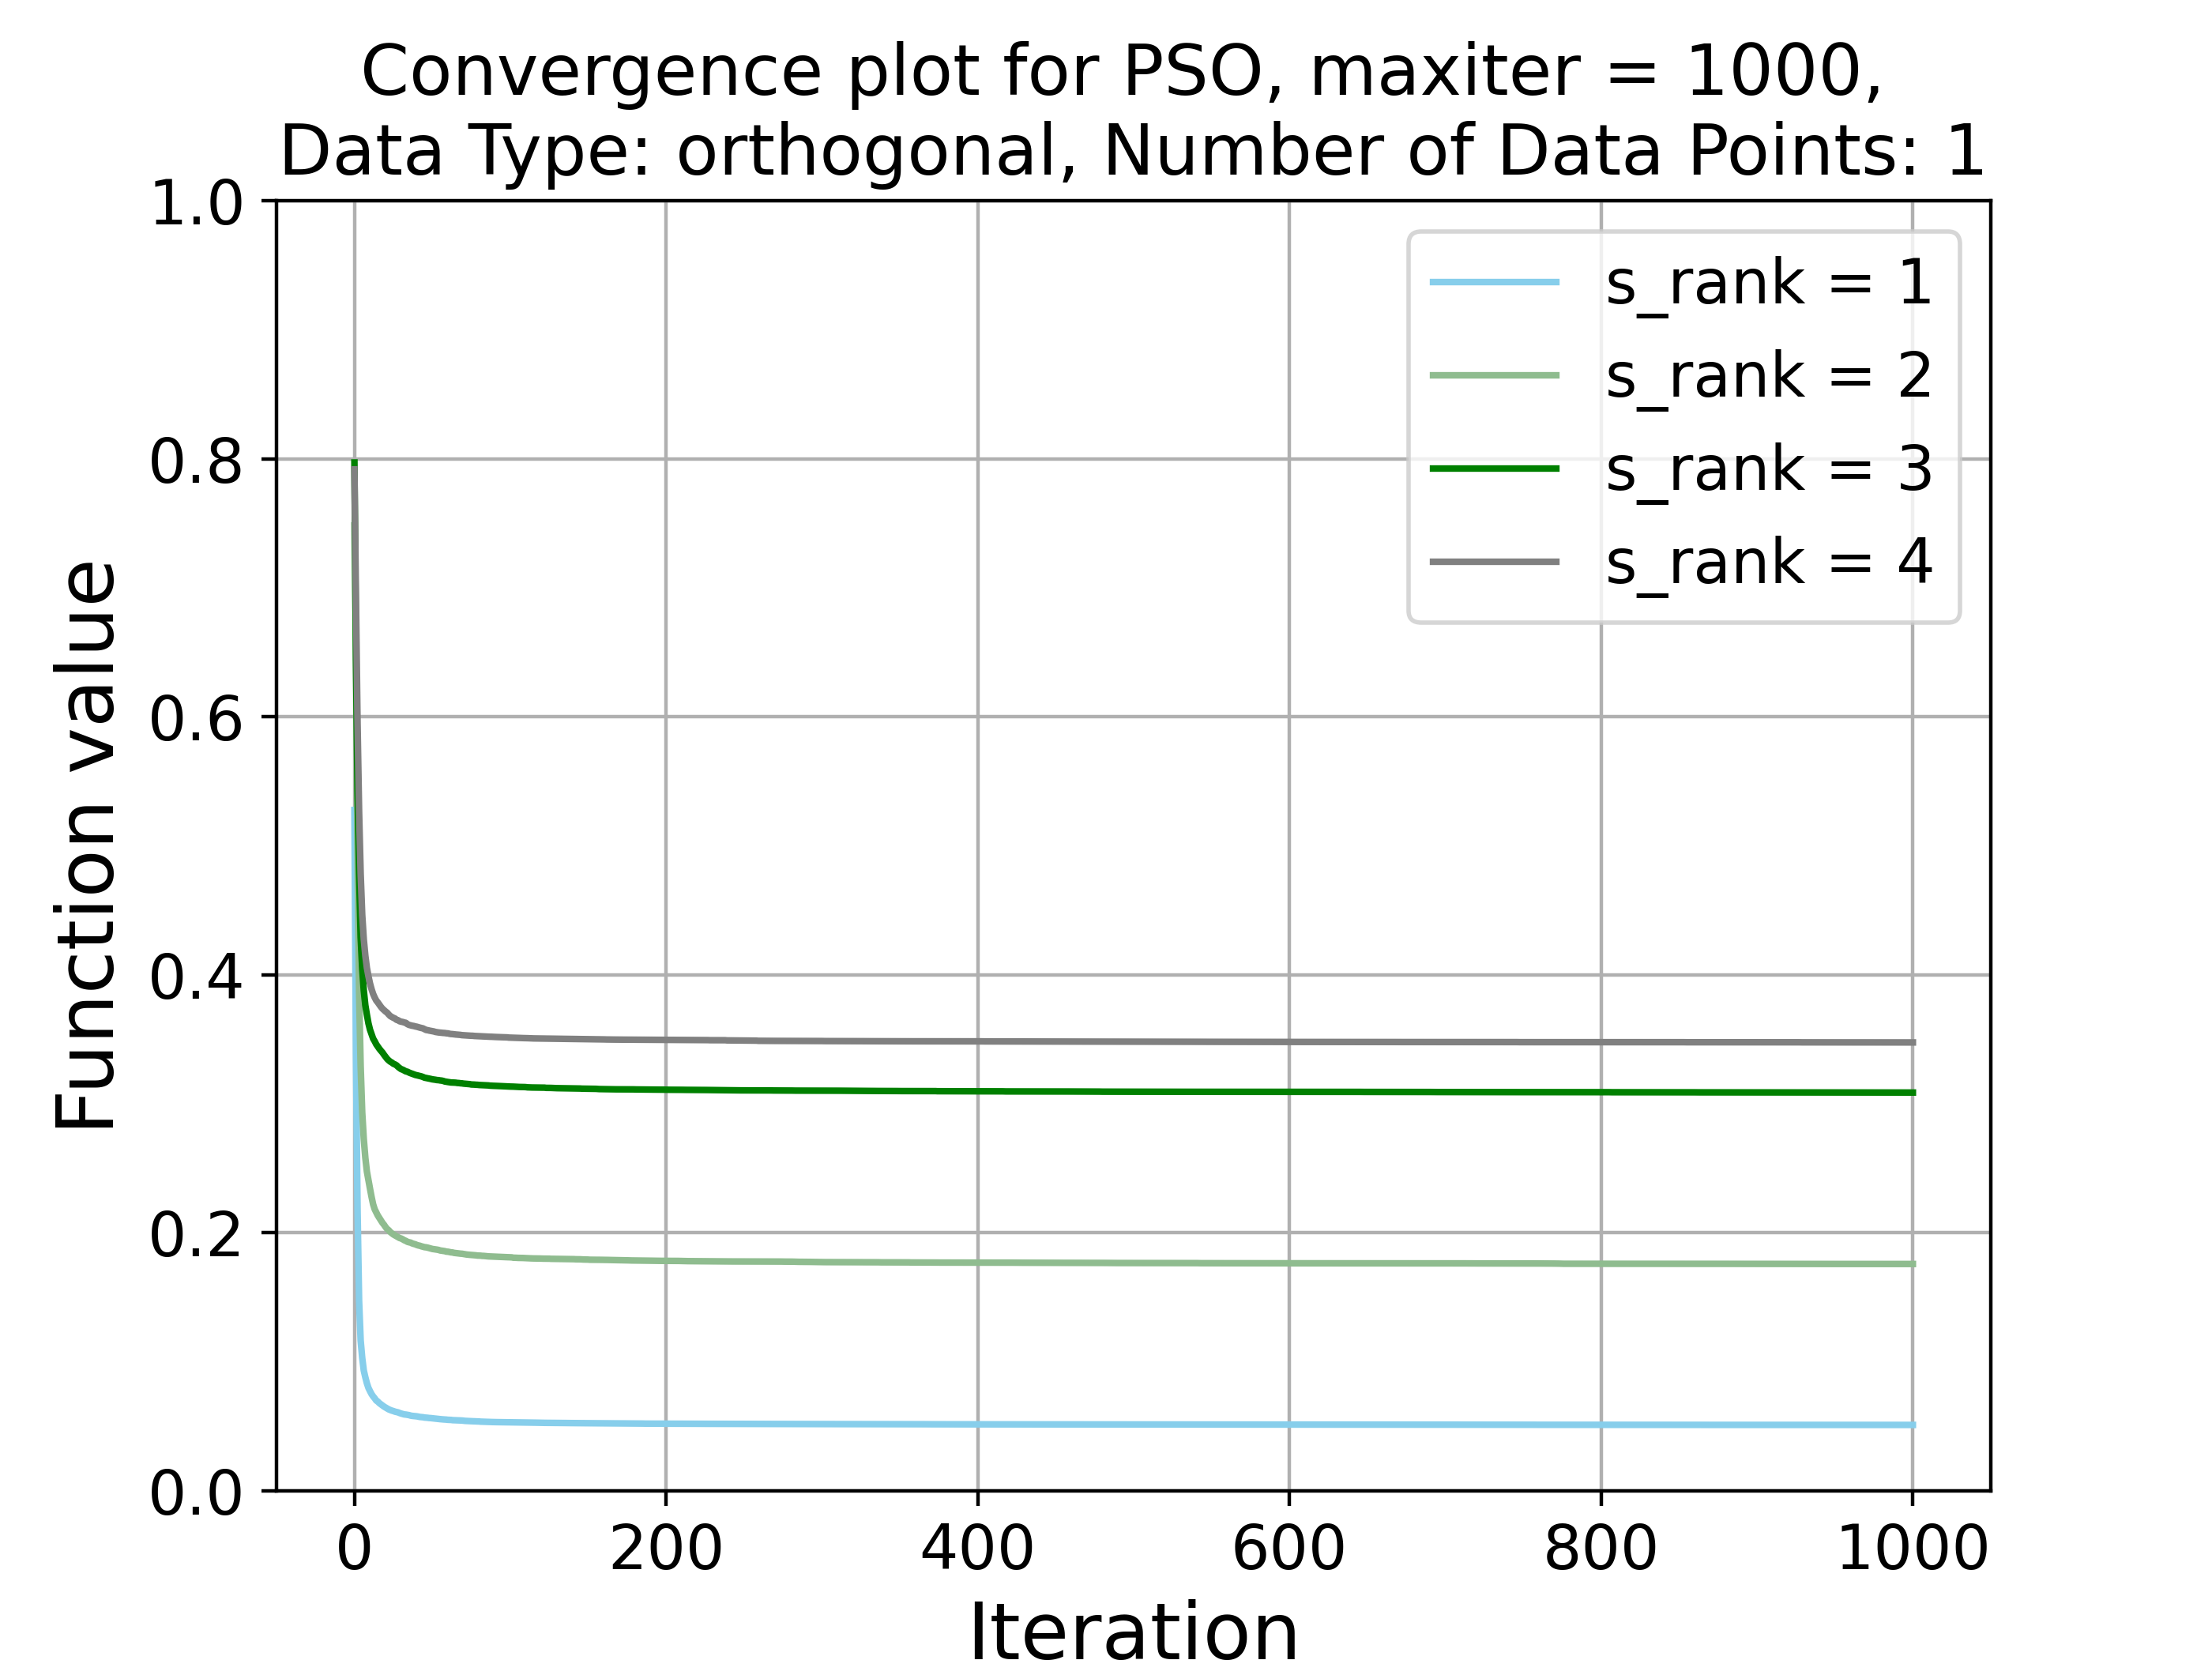 Convergence plot for PSO, maxiter = 1000,
Data Type: orthogonal, Number of Data Points: 1
1.0
0.8
0.6
0.4
0.2
0.0
Function value
s_rank = 1
s_rank = 2
s_rank = 3
s_rank = 4
0 200 400 600 800 1000
Iteration